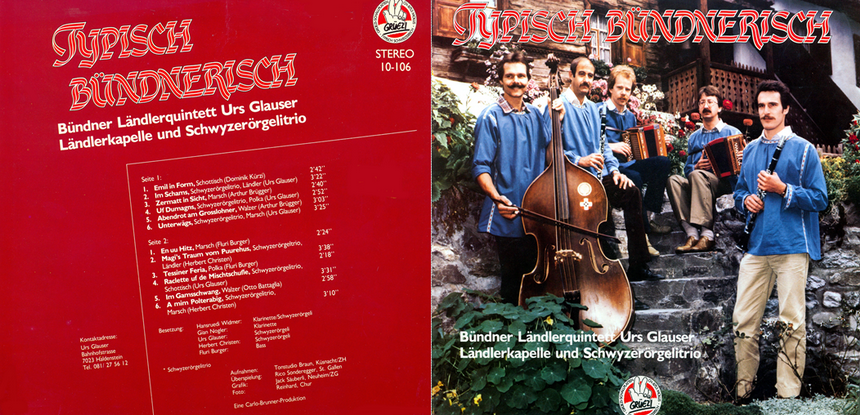 GRÜEZI
STEREO
10-106
TYPISCH
BÜNDNERISCH
Bündner Ländlerquintett Urs Glauser
Ländlerkapelle und Schwyzerörgelitrio
Seite 1:
1. Emil in Form, Schottisch (Dominik Kürzi) 2'42''
2. Im Schams, Schwyzerörgelitrio, Ländler (Urs Glauser) 3'22''
3. Zermatt in Sicht, Marsch (Arthur Brügger) 2'40''
4. Uf Dumagns, Schwyzerörgelitrio, Polka (Urs Glauser) 2'52''
5. Abendrot am Grosslohner, Walzer (Arthur Brügger) 3'03''
6. Unterwägs, Schwyzerörgelitrio, Marsch (Urs Glauser) 3'25''
Seite 2:
1. En uu Hitz, Marsch (Fluri Burger) 2'24''
2. Magi's Traum vom Puurehus, Schwyzerörgelitrio,
Ländler (Herbert Christen) 3'38''
3. Tessiner Feria, Polka (Fluri Burger) 2'18''
4. Raclette uf de Mischtschufle, Schwyzerörgelitrio,
Schottisch (Urs Glauser) 3'31''
5. Im Gamsschwang, Walzer (Otto Battaglia) 2'58''
6. A mim Polterabig, Schwyzerörgelitrio,
Marsch (Herbert Christen) 3'10''
Besetzung: Hansruedi Widmer: Klarinette/Schwyzerörgeli
Gian Nogler: Klarinette
Urs Glauser: Schwyzerörgeli
Herbert Christen: Schwyzerörgeli
Fluri Burger: Bass
Kontaktadresse:
Urs Glauser
Bahnhofstrasse
7023 Haldenstein
Tel. 081/ 27 56 12
* Schwyzerörgelitrio
Aufnahmen: Tonstudio Braun, Küsnacht/ZH
Überspielung: Rico Sonderegger, St. Gallen
Grafik: Jack Säuberli, Neuheim/ZG
Foto: Reinhard, Chur
Eine Carlo-Brunner-Produktion
TYPISCH BÜNDNERISCH
Bündner Ländlerquintett Urs Glauser
Ländlerkapelle und Schwyzerörgelitrio
GRÜEZI